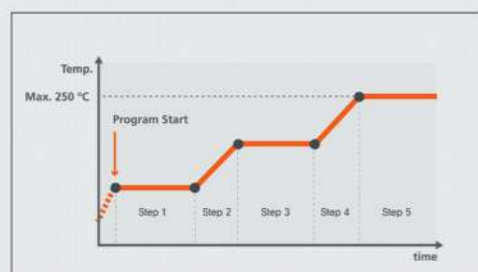 Temp.
Max. 250 °C
Program Start
Step 1 Step 2 Step 3 Step 4 Step 5
time